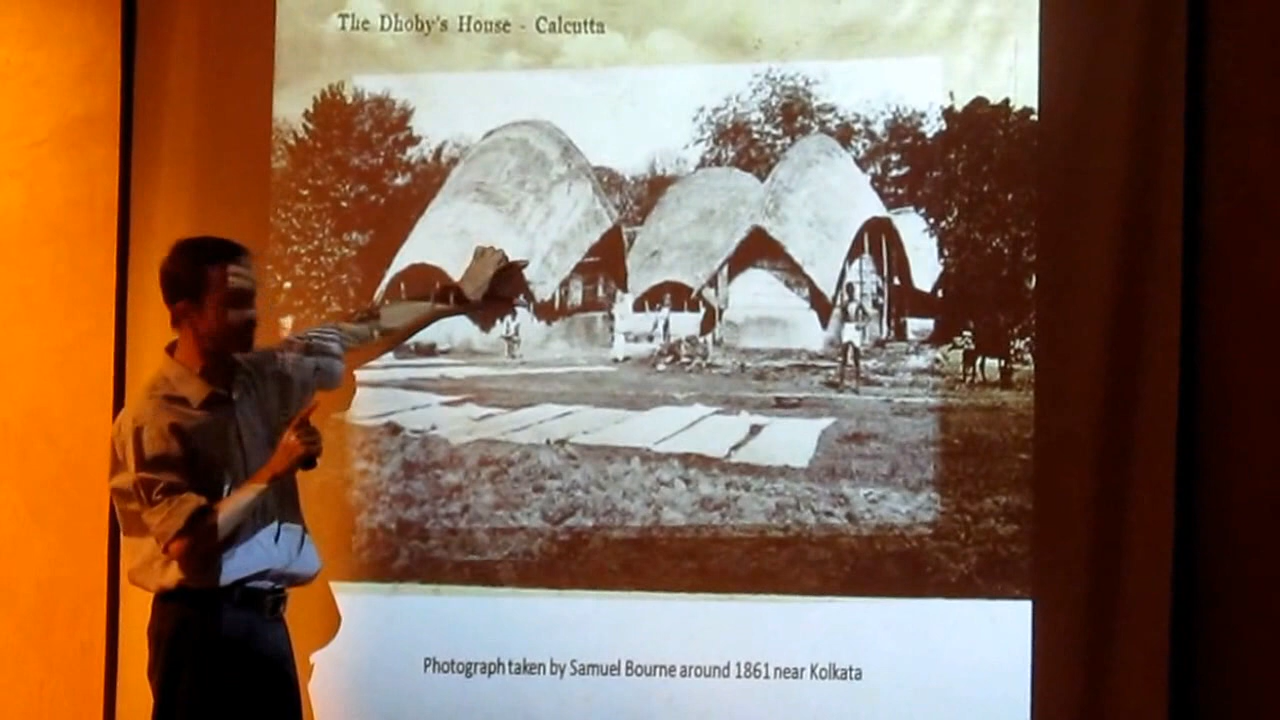 The Dhoby's House - Calcutta
Photograph taken by Samuel Bourne around 1861 near Kolkata